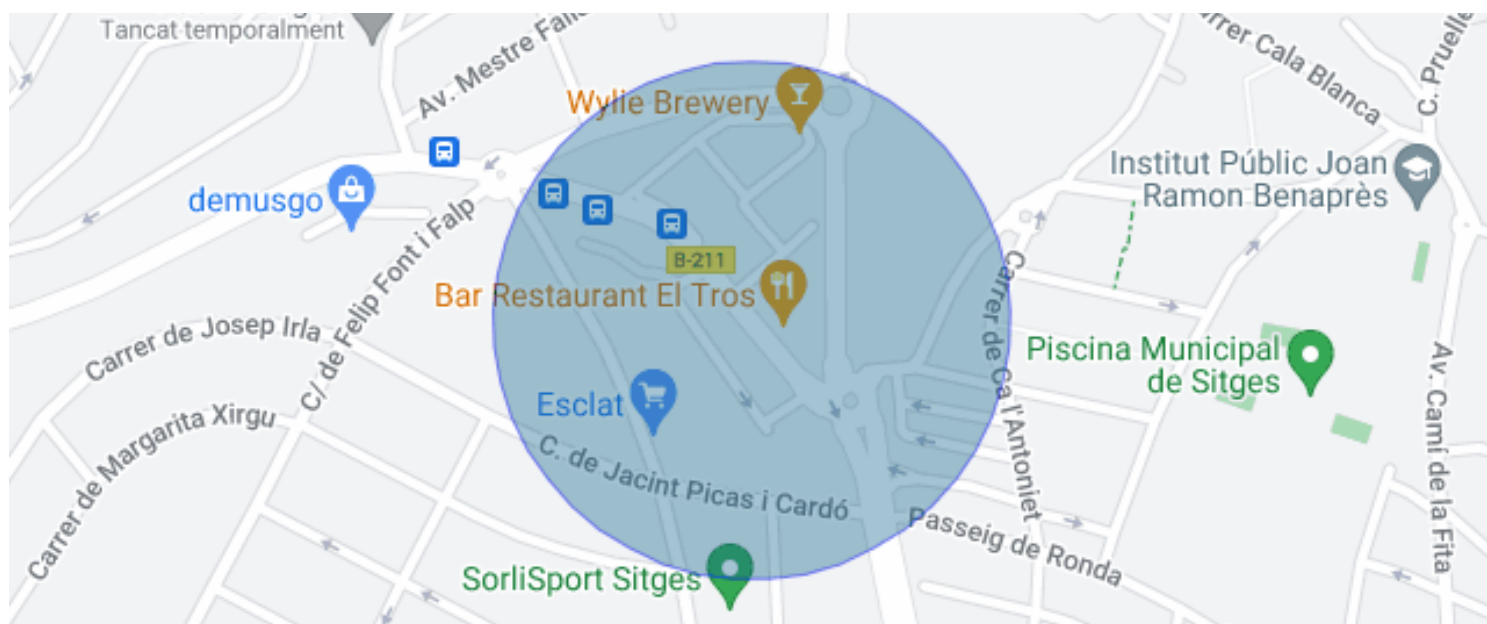 Tancat temporalment
Av. Mestre Falla
Wylie Brewery
Carrer Cala Blanca
C. Pruelle
Institut Públic Joan
Ramon Benaprès
demusgo
C/ de Felip Font i Falp
B-211
Bar Restaurant El Tros
Carrer de Ca l'Antoniet
Carrer de Josep Irla
Piscina Municipal
de Sitges
Esclat
Av. Camí de la Fita
Carrer de Margarita Xirgu
C. de Jacint Picas i Cardó
Passeig de Ronda
SorliSport Sitges